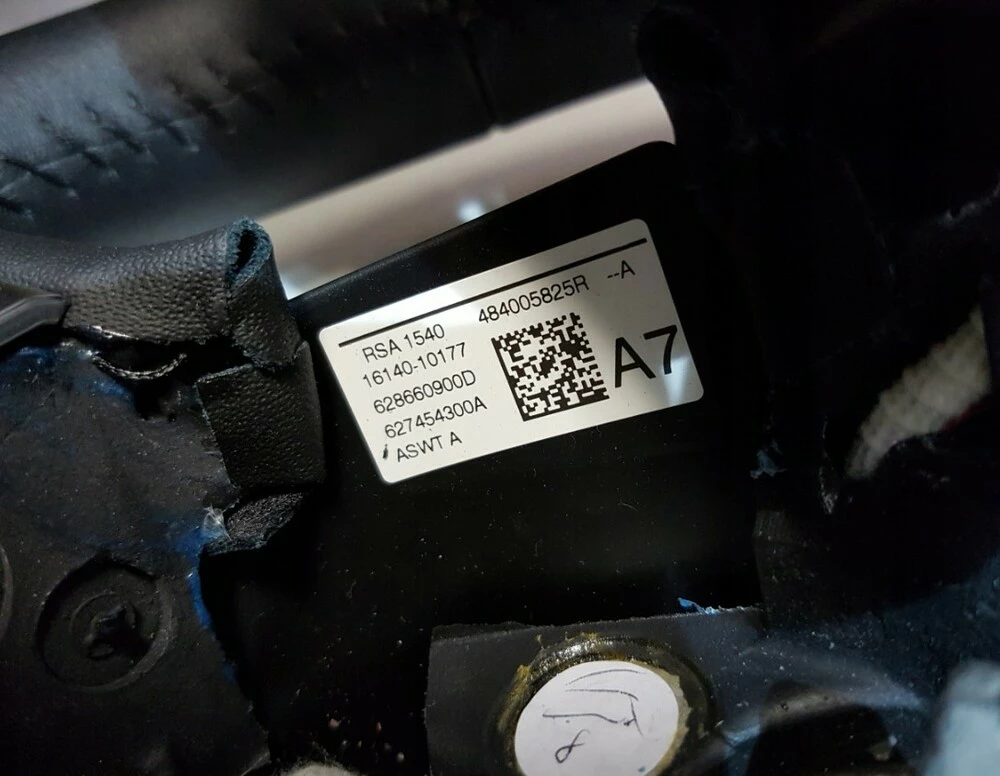 RSA 1540 484005825R --A
16140-10177
628660900D
627454300A
ASWT A
A7